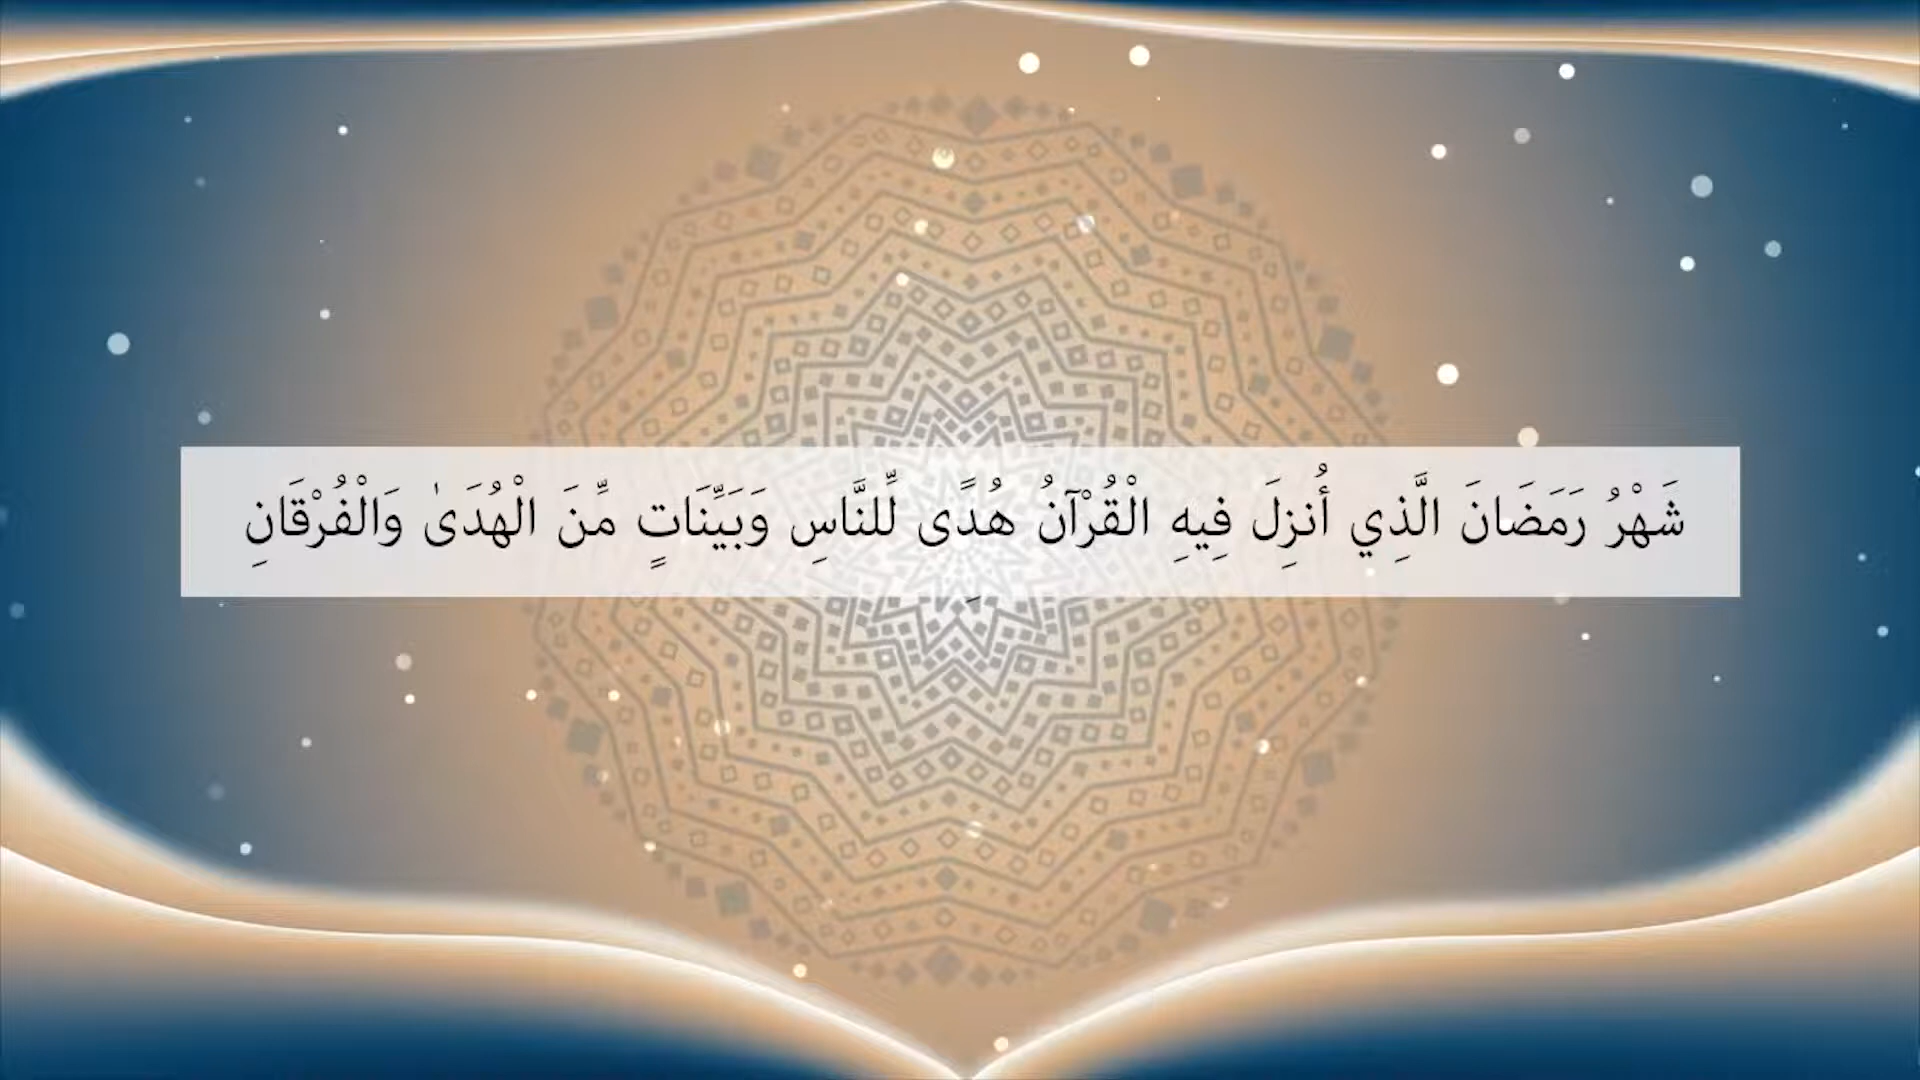 شَهْرُ رَمَضَانَ الَّذِي أُنزِلَ فِيهِ الْقُرْآنُ هُدًى لِّلنَّاسِ وَبَيِّنَاتٍ مِّنَ الْهُدَىٰ وَالْفُرْقَانِ